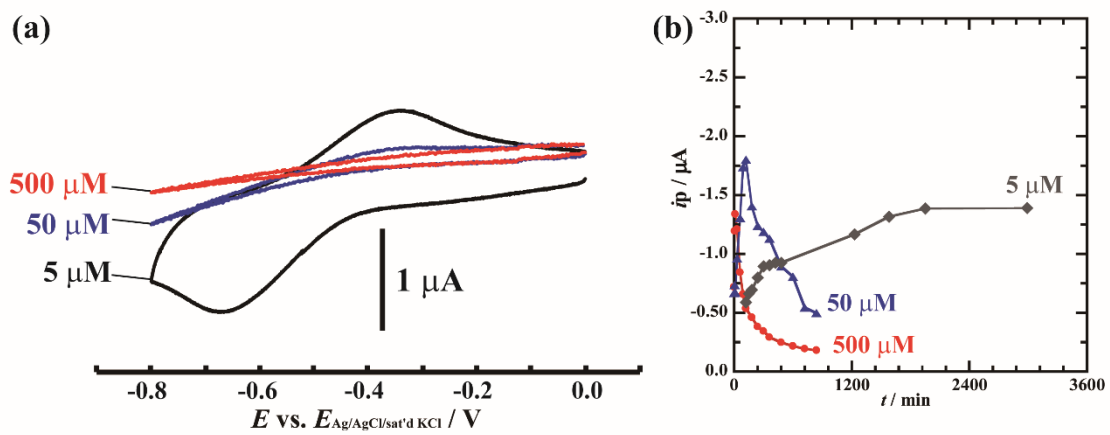 (a)
500 μM
50 μM
5 μM
1 μA
-0.8 -0.6 -0.4 -0.2 0.0
E vs. E Ag/AgCl/sat'd KCl / V
(b)
-3.0
-2.5
-2.0
-1.5
-1.0
-0.50
0.0
ip / μA
5 μM
50 μM
500 μM
0 1200 2400 3600
t / min